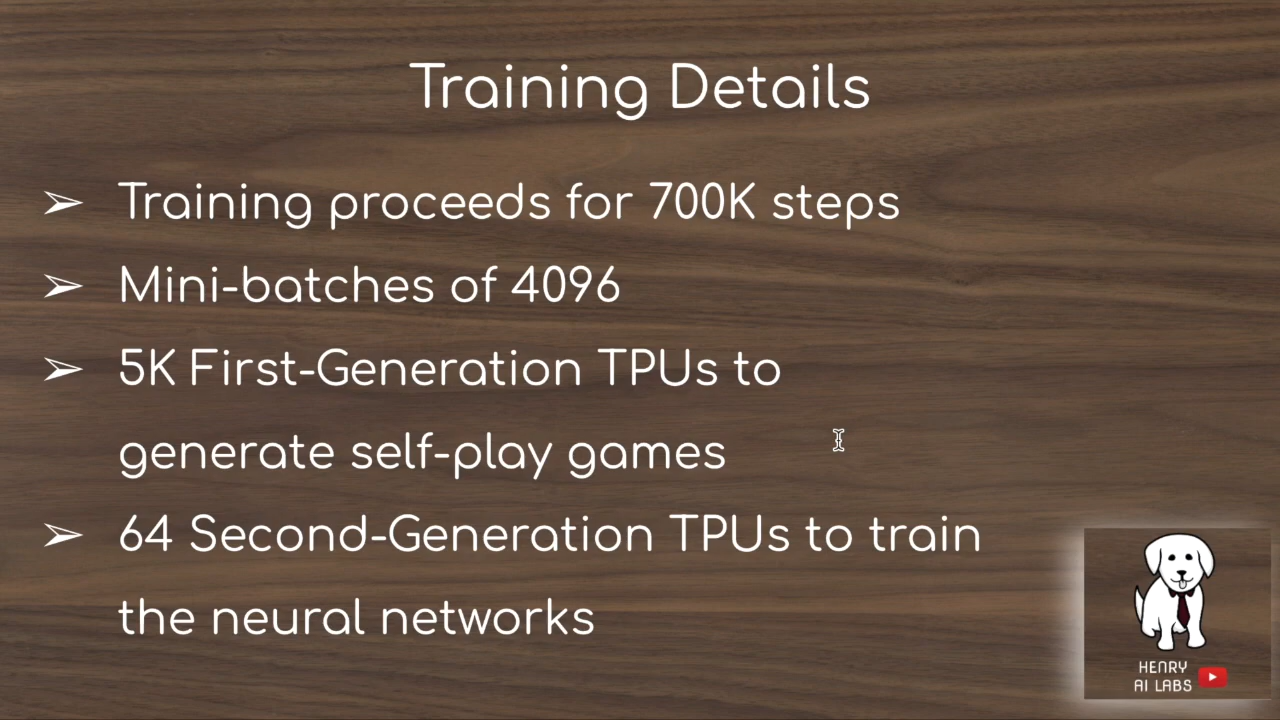 Training Details
➢ Training proceeds for 700K steps
➢ Mini-batches of 4096
➢ 5K First-Generation TPUs to
generate self-play games
➢ 64 Second-Generation TPUs to train
the neural networks
HENRY
AI LABS